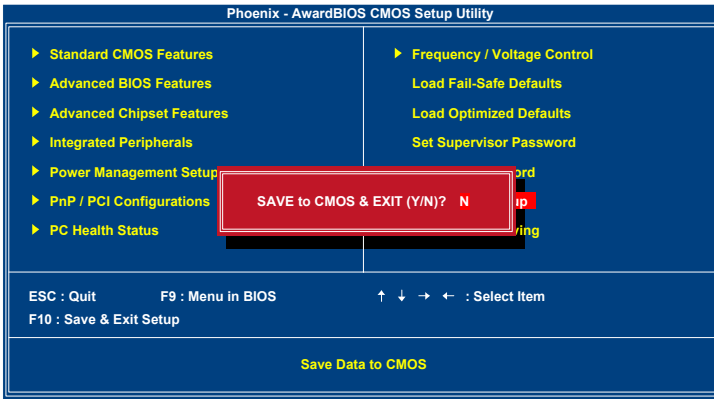 Phoenix - AwardBIOS CMOS Setup Utility
Standard CMOS Features
Advanced BIOS Features
Advanced Chipset Features
Integrated Peripherals
Power Management Setup
PnP / PCI Configurations
PC Health Status
Frequency / Voltage Control
Load Fail-Safe Defaults
Load Optimized Defaults
Set Supervisor Password
SAVE to CMOS & EXIT (Y/N)? N
ESC : Quit F9 : Menu in BIOS ↑ ↓ → ← : Select Item
F10 : Save & Exit Setup
Save Data to CMOS